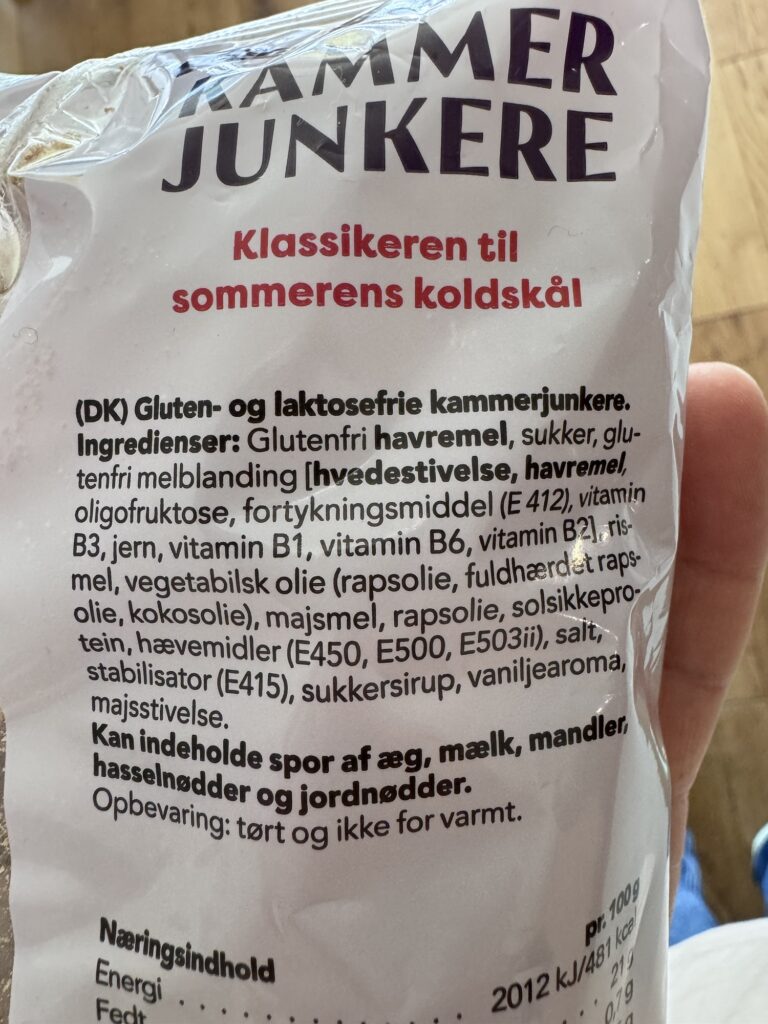 KAMMER
JUNKERE
Klassikeren til
sommerens koldskål
(DK) Gluten- og laktosefrie kammerjunkere.
Ingredienser: Glutenfri havremel, sukker, glu-
tenfri melblanding [hvedestivelse, havremel,
oligofruktose, fortykningsmiddel (E 412), vitamin
B3, jern, vitamin B1, vitamin B6, vitamin B2], ris-
mel, vegetabilsk olie (rapsolie, fuldhærdet raps-
olie, kokosolie), majsmel, rapsolie, solsikkepro-
tein, hævemidler (E450, E500, E503ii), salt,
stabilisator (E415), sukkersirup, vaniljearoma,
majsstivelse.
Kan indeholde spor af æg, mælk, mandler,
hasselnødder og jordnødder.
Opbevaring: tørt og ikke for varmt.
Næringsindhold pr. 100 g
Energi 2012 kJ/481 kcal
Fedt 21 g
0,7 g